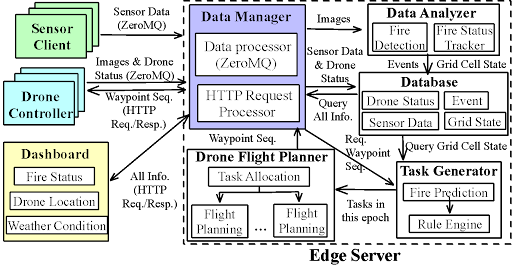 Sensor
Client
Sensor Data
(ZeroMQ)
Data Manager
Data processor
(ZeroMQ)
HTTP Request
Processor
Images
Data Analyzer
Fire
Detection
Fire Status
Tracker
Events
Grid Cell State
Drone
Controller
Images & Drone
Status (ZeroMQ)
Waypoint Seq.
(HTTP
Req./Resp.)
Sensor Data
& Drone
Status
Query
All Info.
Database
Drone Status
Event
Sensor Data
Grid State
Query Grid Cell State
Dashboard
Fire Status
Drone Location
Weather Condition
All Info.
(HTTP
Req./Resp.)
Waypoint Seq.
Req.
Waypoint
Seq.
Drone Flight Planner
Task Allocation
Flight
Planning
...
Flight
Planning
Tasks in
this epoch
Task Generator
Fire Prediction
Rule Engine
Edge Server